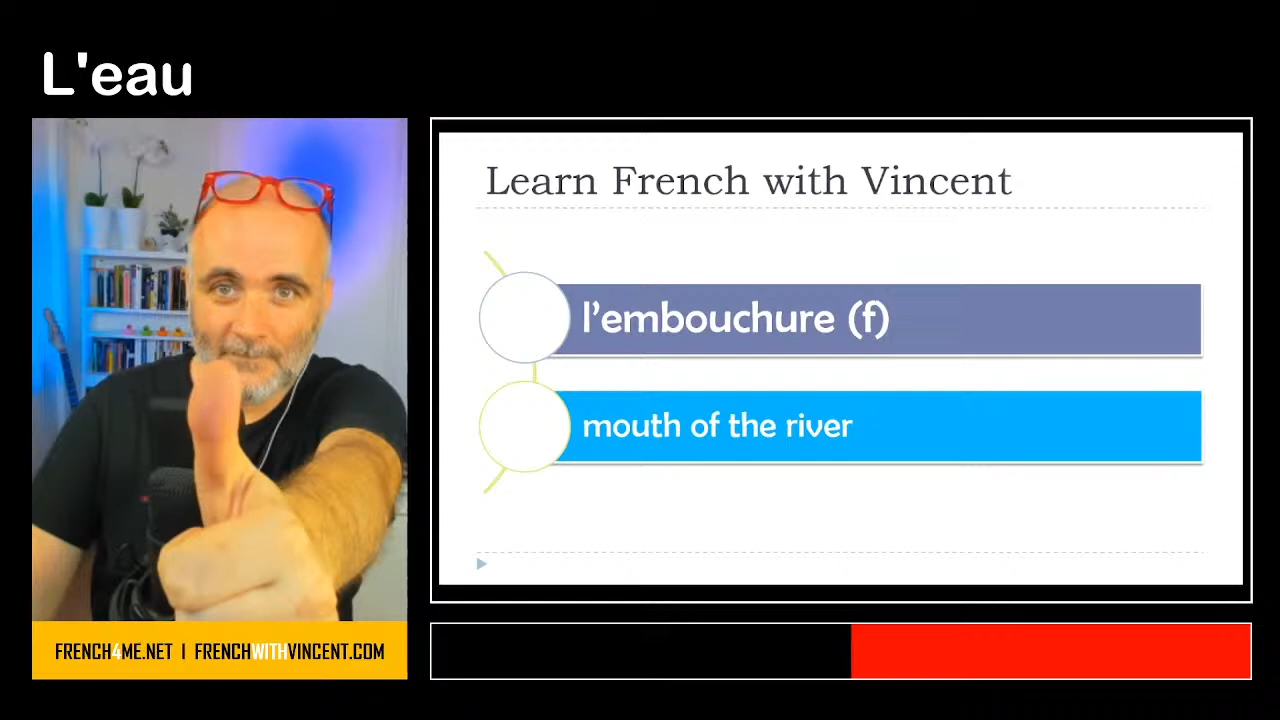 L'eau
Learn French with Vincent
l’embouchure (f)
mouth of the river
FRENCH4ME.NET | FRENCHWITHVINCENT.COM